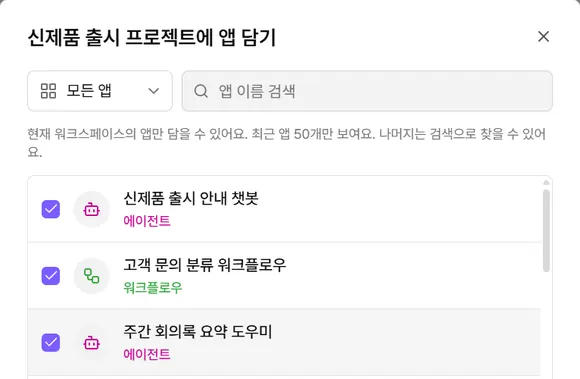 신제품 출시 프로젝트에 앱 담기
모든 앱
앱 이름 검색
현재 워크스페이스의 앱만 담을 수 있어요. 최근 앱 50개만 보여요. 나머지는 검색으로 찾을 수 있어
요.
신제품 출시 안내 챗봇
에이전트
고객 문의 분류 워크플로우
워크플로우
주간 회의록 요약 도우미
에이전트